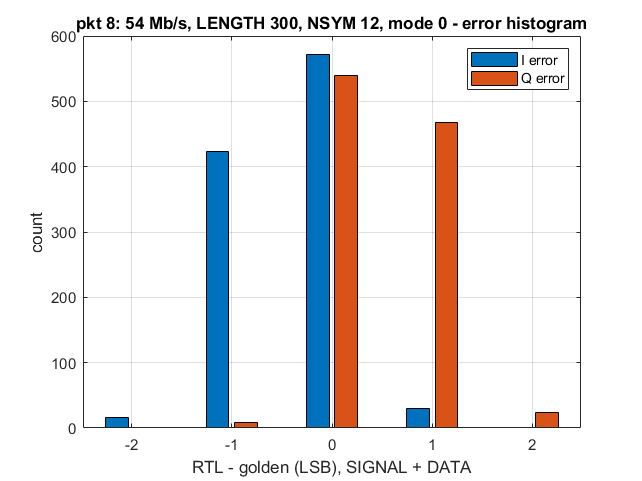 pkt 8: 54 Mb/s, LENGTH 300, NSYM 12, mode 0 - error histogram
600
500
400
300
200
100
0
count
I error
Q error
-2 -1 0 1 2
RTL - golden (LSB), SIGNAL + DATA